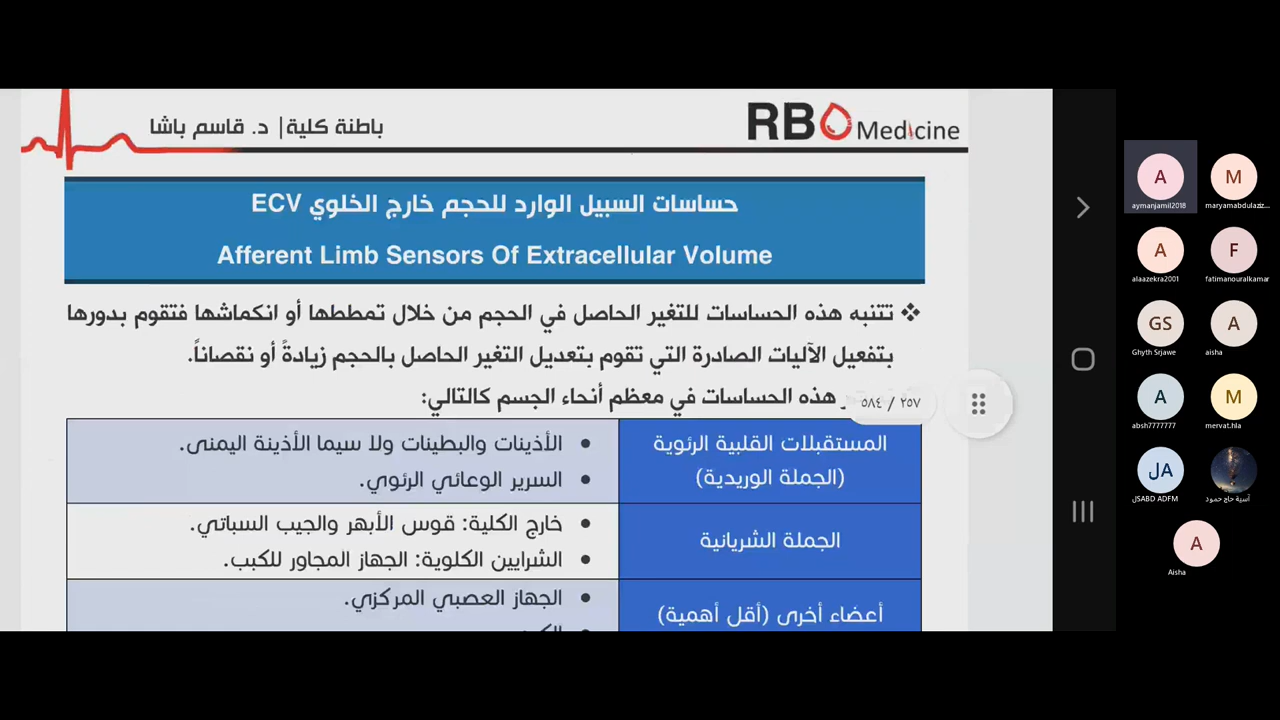 باطنة كلية| د. قاسم باشا
RBO Medicine
حساسات السبيل الوارد للحجم خارج الخلوي ECV
Afferent Limb Sensors Of Extracellular Volume
❖ تتنبه هذه الحساسات للتغير الحاصل في الحجم من خلال تمططها أو انكماشها فتقوم بدورها
بتفعيل الآليات الصادرة التي تقوم بتعديل التغير الحاصل بالحجم زيادةً أو نقصاناً.
هذه الحساسات في معظم أنحاء الجسم كالتالي:
٢٥٧ / ٥٨٤
المستقبلات القلبية الرئوية
(الجملة الوريدية)
• الأذينات والبطينات ولا سيما الأذينة اليمنى.
• السرير الوعائي الرئوي.
الجملة الشريانية
• خارج الكلية: قوس الأبهر والجيب السباتي.
• الشرايين الكلوية: الجهاز المجاور للكبب.
أعضاء أخرى (أقل أهمية)
• الجهاز العصبي المركزي.
A
aymanjamil2018
M
maryamabdulaziz...
A
alaazekra2001
F
fatimanouralkamar
GS
Ghyth Srjawe
A
aisha
A
absh7777777
M
mervat.hla
JA
JSABD ADFM
آسية حاج حمود
A
Aisha